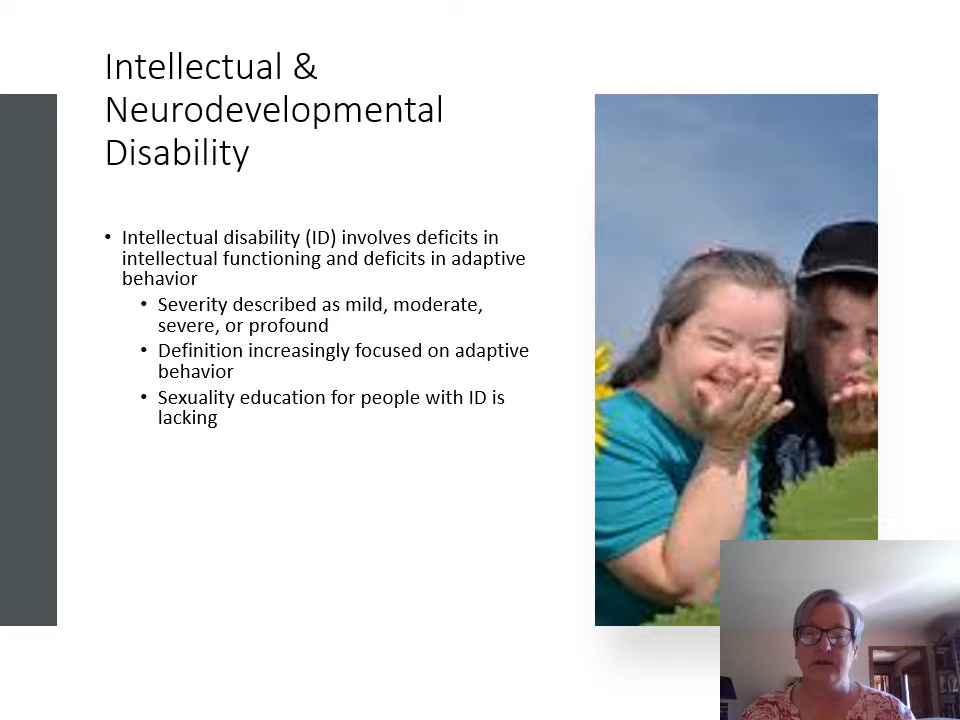 Intellectual &
Neurodevelopmental
Disability
• Intellectual disability (ID) involves deficits in
intellectual functioning and deficits in adaptive
behavior
• Severity described as mild, moderate,
severe, or profound
• Definition increasingly focused on adaptive
behavior
• Sexuality education for people with ID is
lacking